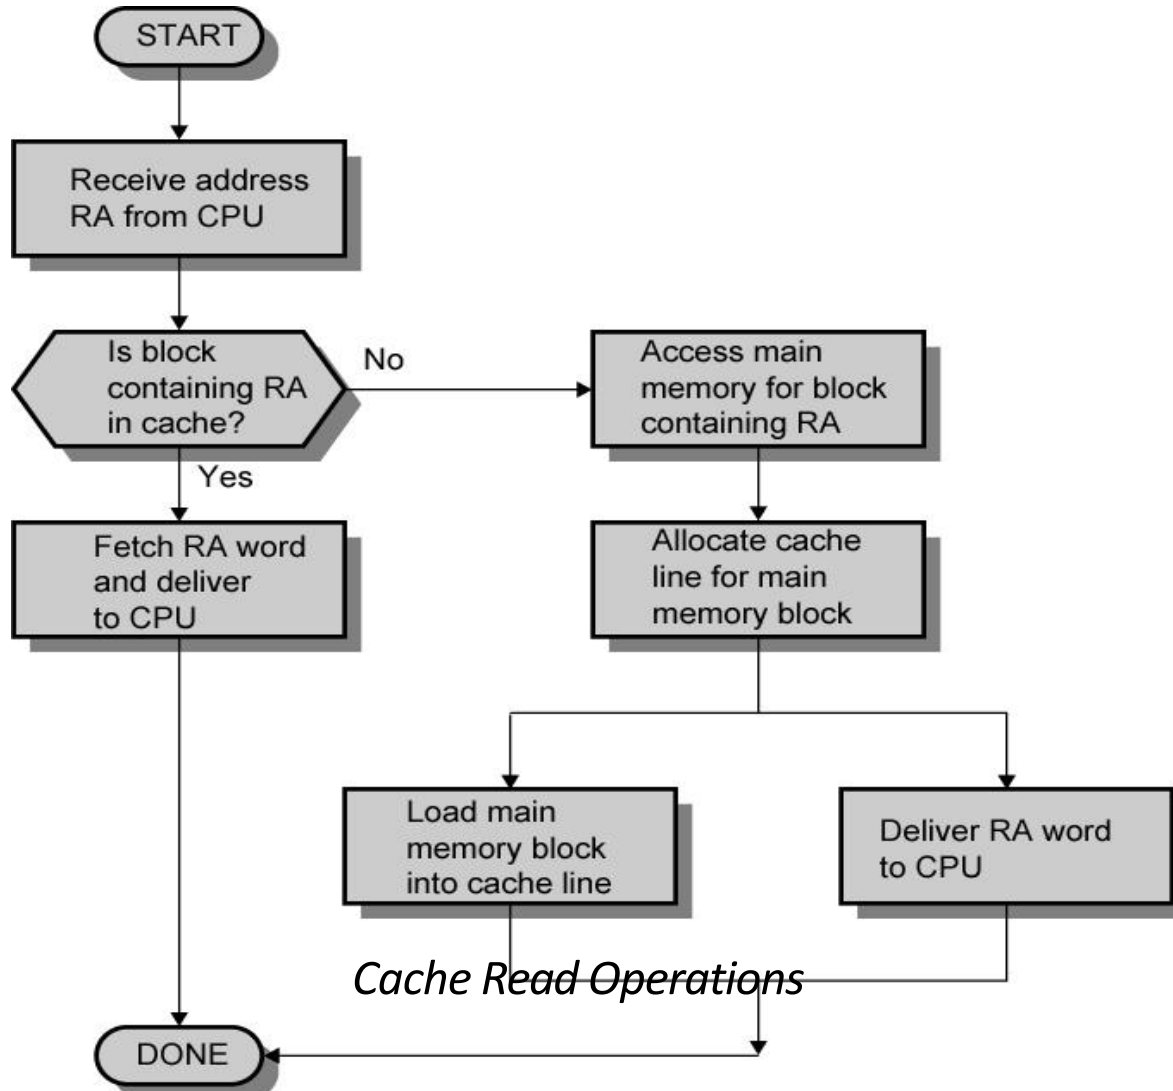 START
Receive address
RA from CPU
Is block
containing RA
in cache?
No
Access main
memory for block
containing RA
Yes
Fetch RA word
and deliver
to CPU
Allocate cache
line for main
memory block
Load main
memory block
into cache line
Deliver RA word
to CPU
Cache Read Operations
DONE